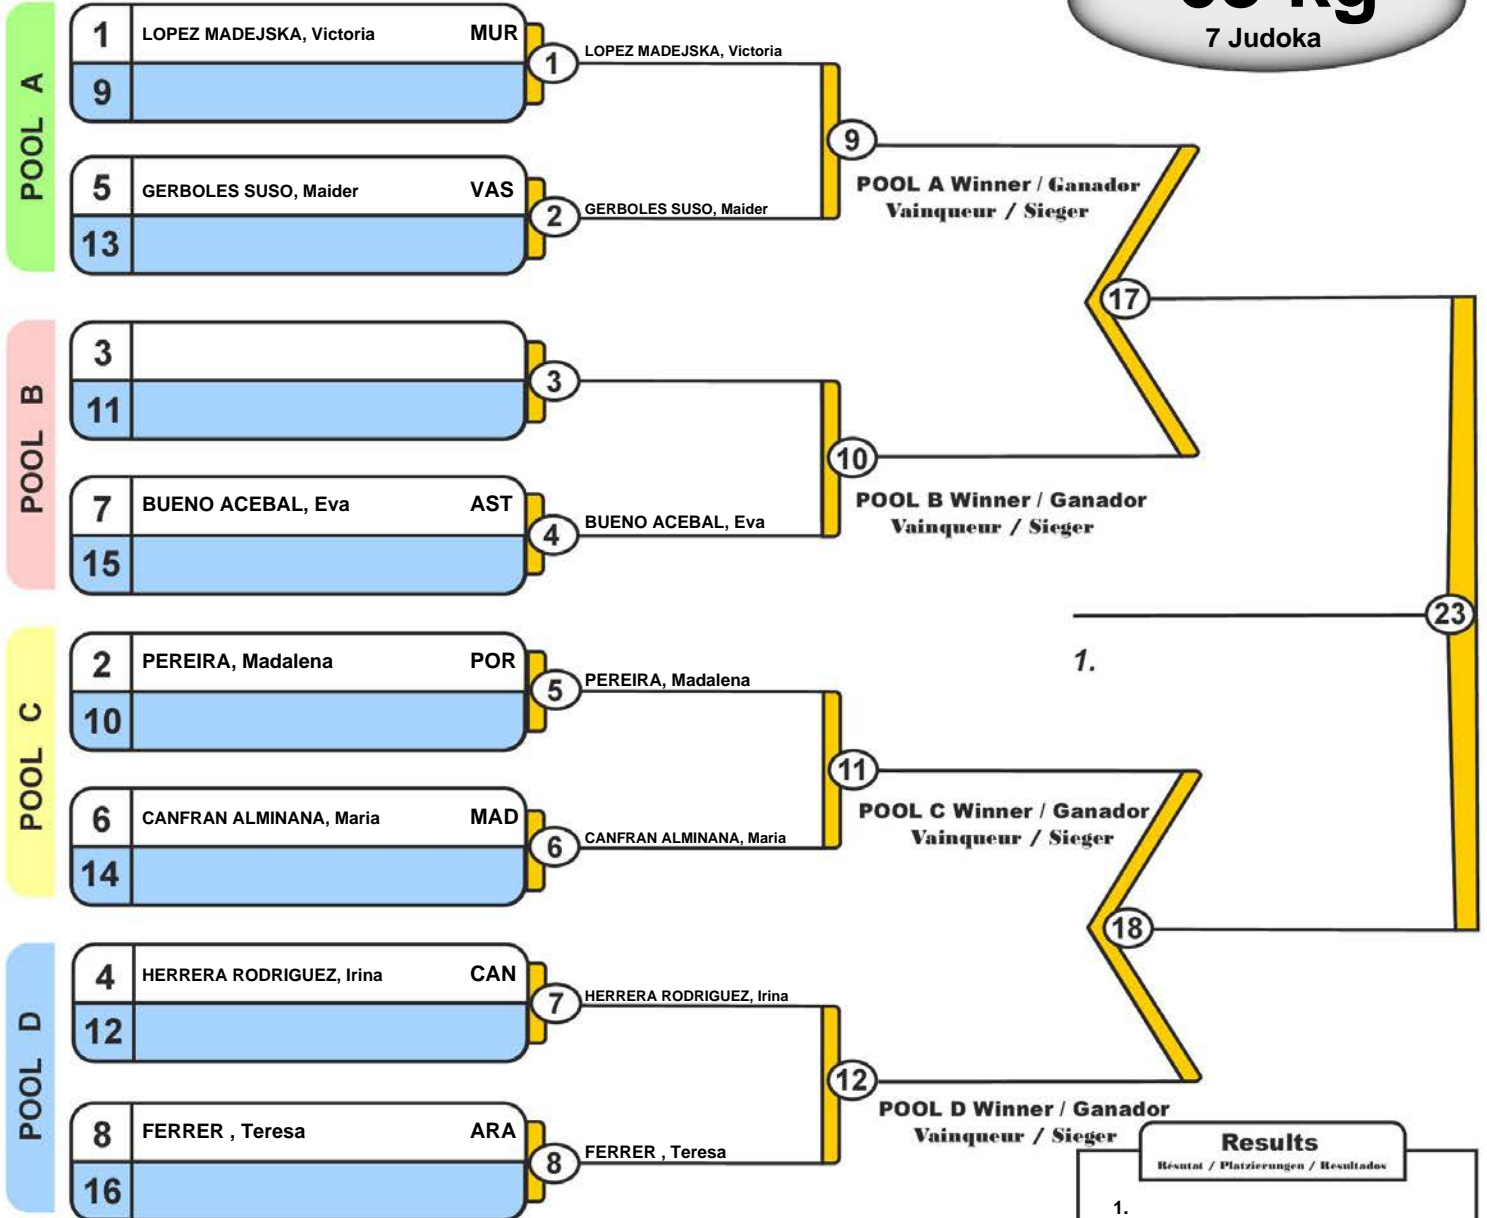 kg
7 Judoka
POOL A
1 LOPEZ MADEJSKA, Victoria MUR
9
1
LOPEZ MADEJSKA, Victoria
5 GERBOLES SUSO, Maider VAS
13
2
GERBOLES SUSO, Maider
9
POOL A Winner / Ganador
Vainqueur / Sieger
POOL B
3
11
3
7 BUENO ACEBAL, Eva AST
15
4
BUENO ACEBAL, Eva
10
POOL B Winner / Ganador
Vainqueur / Sieger
17
POOL C
2 PEREIRA, Madalena POR
10
5
PEREIRA, Madalena
6 CANFRAN ALMINANA, Maria MAD
14
6
CANFRAN ALMINANA, Maria
11
POOL C Winner / Ganador
Vainqueur / Sieger
23
1.
POOL D
4 HERRERA RODRIGUEZ, Irina CAN
12
7
HERRERA RODRIGUEZ, Irina
8 FERRER , Teresa ARA
16
8
FERRER , Teresa
12
POOL D Winner / Ganador
Vainqueur / Sieger
18
Results
Résutat / Platzierungen / Resultados
1.